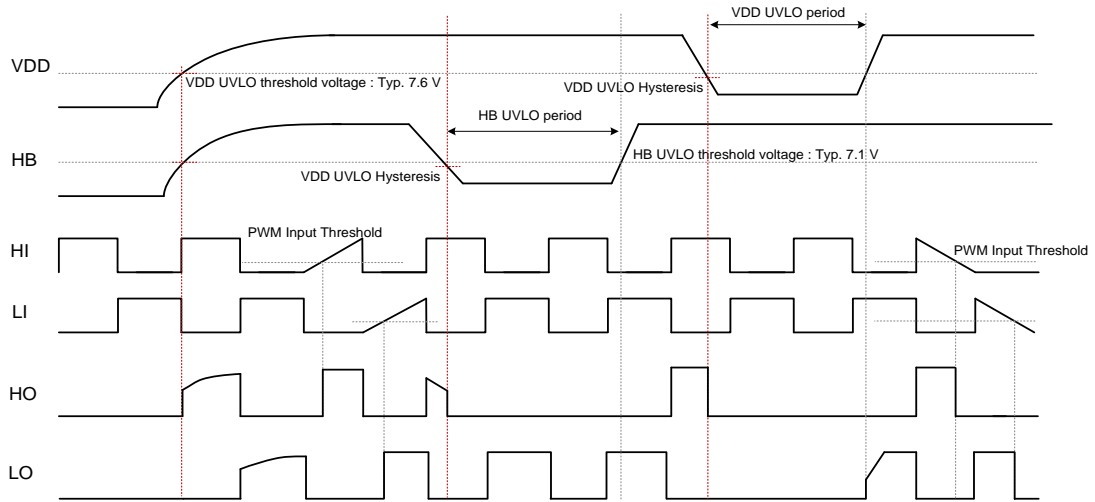 VDD UVLO period
VDD
VDD UVLO threshold voltage : Typ. 7.6 V
VDD UVLO Hysteresis
HB UVLO period
HB
HB UVLO threshold voltage : Typ. 7.1 V
VDD UVLO Hysteresis
PWM Input Threshold
HI
PWM Input Threshold
LI
HO
LO